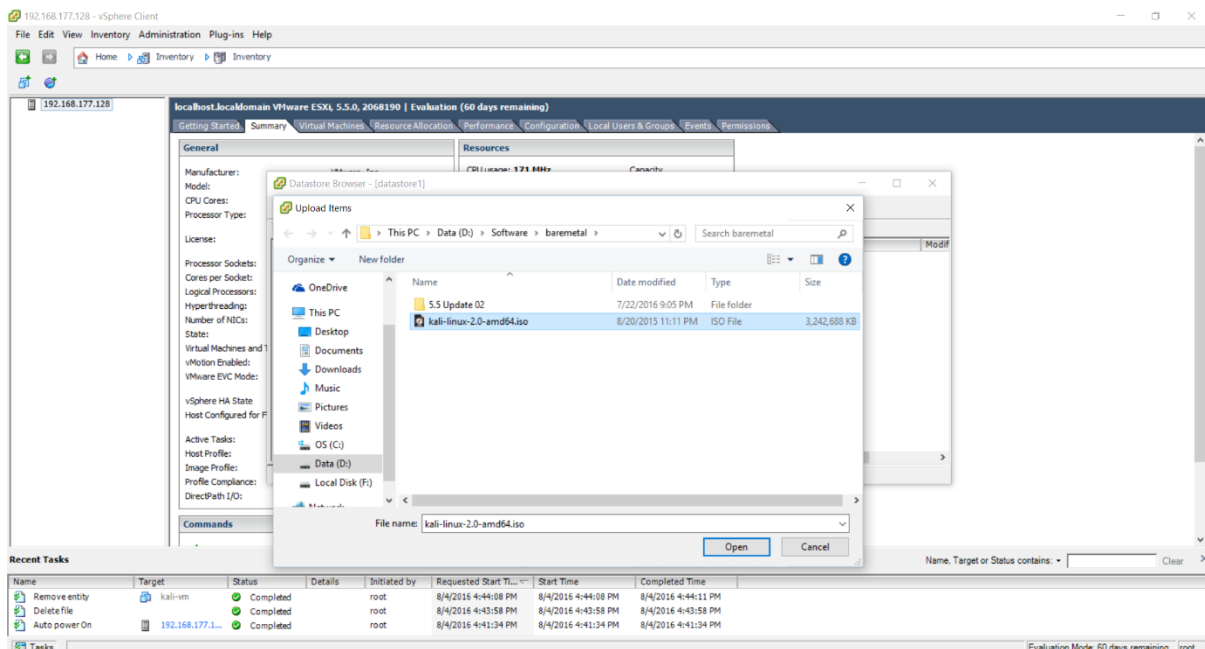 192.168.177.128 - vSphere Client
File Edit View Inventory Administration Plug-ins Help
Home Inventory Inventory
192.168.177.128
localhost.localdomain VMware ESXi, 5.5.0, 2068190 | Evaluation (60 days remaining)
Getting Started Summary Virtual Machines Resource Allocation Performance Configuration Local Users & Groups Events Permissions
General
Resources
Manufacturer:
CPU usage: 171 MHz Capacity
Model:
CPU Cores:
Processor Type:
License:
Processor Sockets:
Cores per Socket:
Logical Processors:
Hyperthreading:
Number of NICs:
State:
Virtual Machines and T
vMotion Enabled:
VMware EVC Mode:
vSphere HA State
Host Configured for F
Active Tasks:
Host Profile:
Image Profile:
Profile Compliance:
DirectPath I/O:
Commands
Datastore Browser - [datastore1]
Modif
Upload Items
This PC > Data (D:) > Software > baremetal >
Search baremetal
Organize New folder
OneDrive
This PC
Desktop
Documents
Downloads
Music
Pictures
Videos
OS (C:)
Data (D:)
Local Disk (F:)
Name Date modified Type Size
5.5 Update 02 7/22/2016 9:05 PM File folder
kali-linux-2.0-amd64.iso 8/20/2015 11:11 PM ISO File 3,242,688 KB
File name: kali-linux-2.0-amd64.iso
Open Cancel
Recent Tasks
Name, Target or Status contains: Clear
Name Target Status Details Initiated by Requested Start Ti... Start Time Completed Time
Remove entity kali-vm Completed root 8/4/2016 4:44:08 PM 8/4/2016 4:44:08 PM 8/4/2016 4:44:11 PM
Delete file Completed root 8/4/2016 4:43:58 PM 8/4/2016 4:43:58 PM 8/4/2016 4:43:58 PM
Auto power On 192.168.177.1... Completed root 8/4/2016 4:41:34 PM 8/4/2016 4:41:34 PM 8/4/2016 4:41:34 PM
Tasks
Evaluation Mode: 60 days remaining root